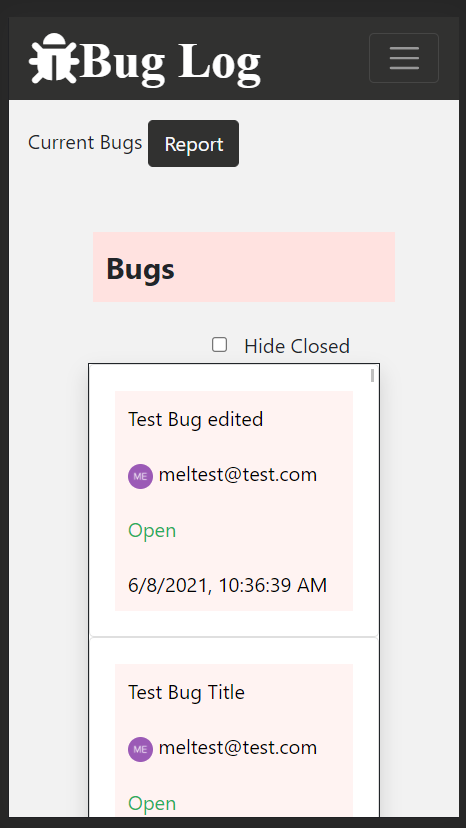 Bug Log
Current Bugs Report
Bugs
Hide Closed
Test Bug edited
ME meltest@test.com
Open
6/8/2021, 10:36:39 AM
Test Bug Title
ME meltest@test.com
Open